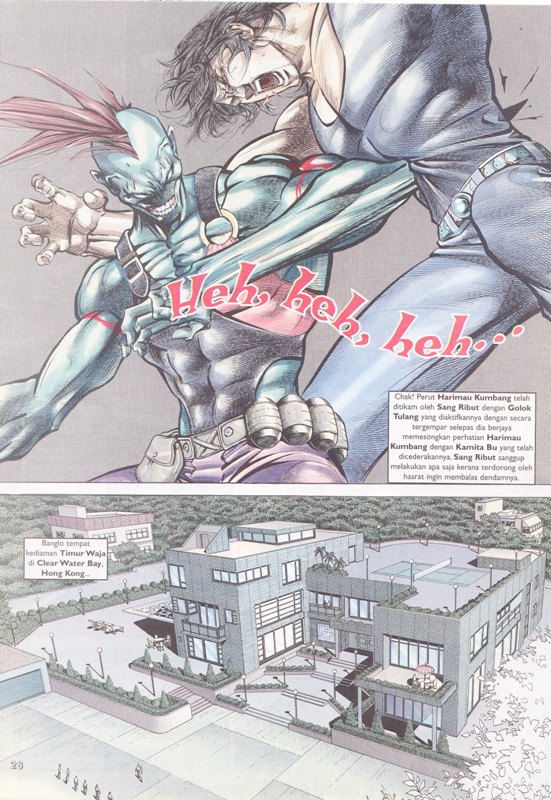 Heh, heh, heh...
Chak! Perut Harimau Kumbang telah
ditikam oleh Sang Ribut dengan Golok
Tulang yang diaktifkannya dengan secara
tergempar selepas dia berjaya
memesongkan perhatian Harimau
Kumbang dengan Kamita Bu yang telah
dicederakannya. Sang Ribut sanggup
melakukan apa saja kerana terdorong oleh
hasrat ingin membalas dendamnya.
Banglo tempat
kediaman Timur Waja
di Clear Water Bay,
Hong Kong...
28